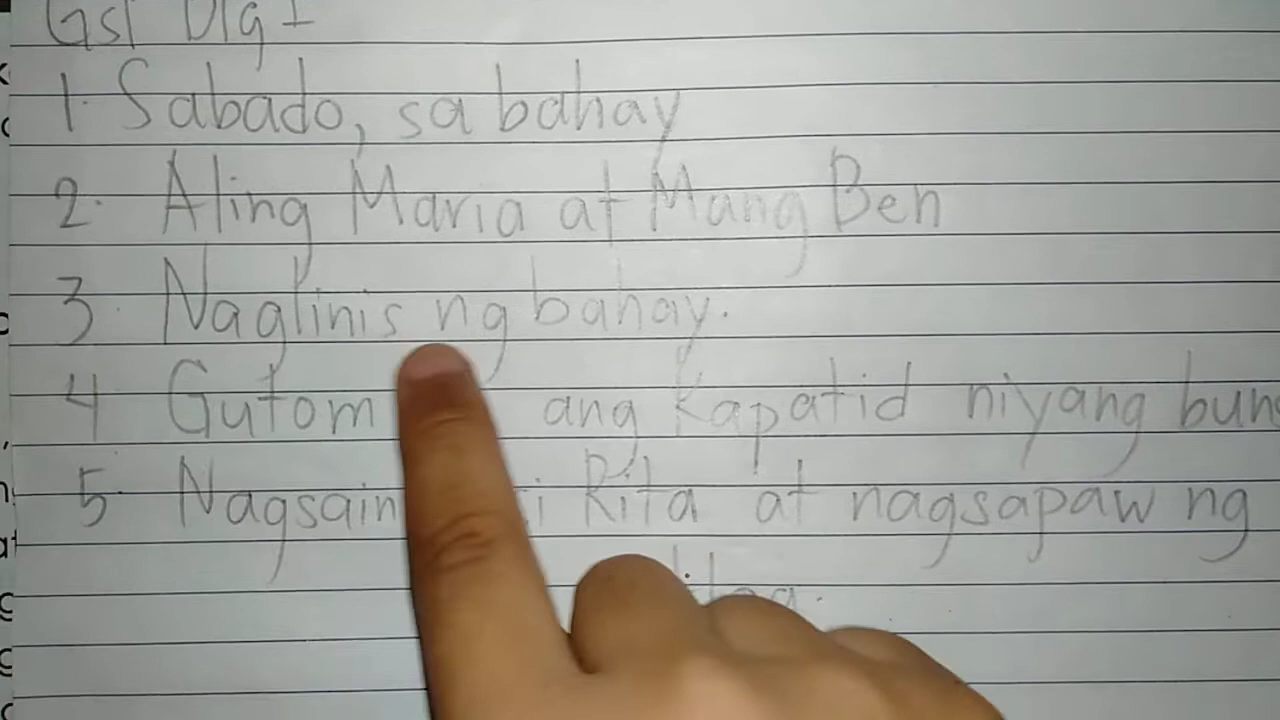 1. Sabado, sa bahay
2. Aling Maria at Mang Ben
3. Naglinis ng bahay.
4 Gutom ang kapatid niyang
5. Rita at nagsapaw ng